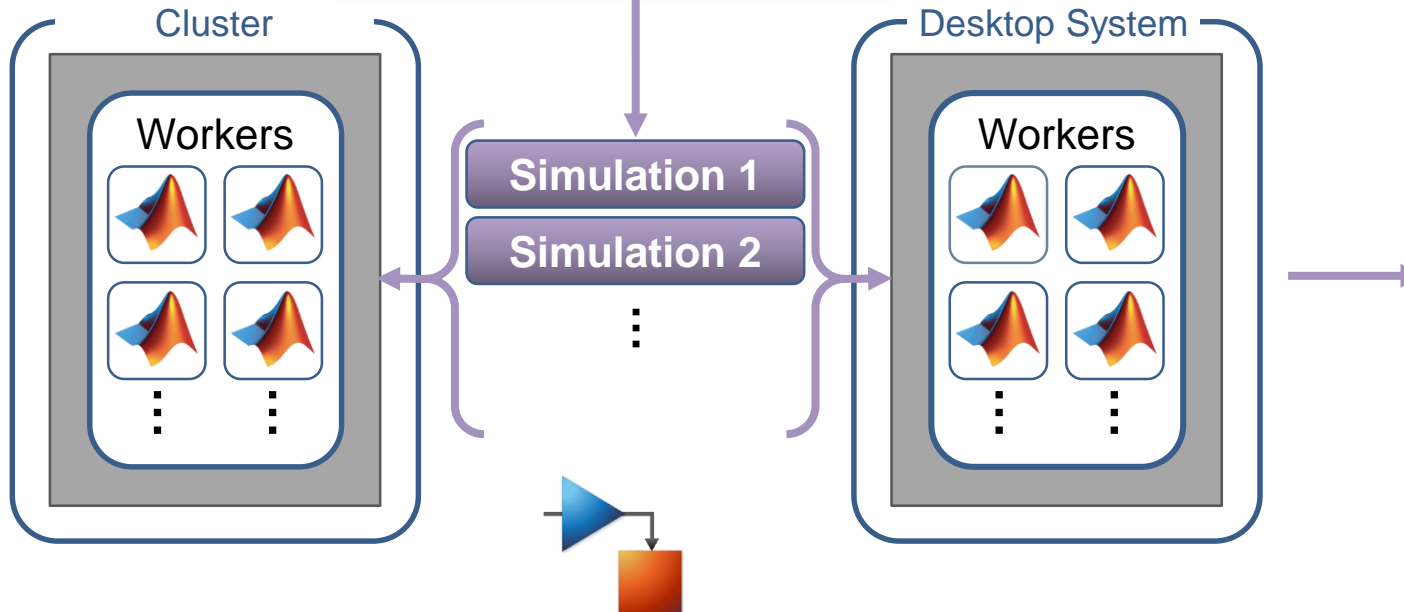 Cluster
Desktop System
Workers
Workers
Simulation 1
Simulation 2